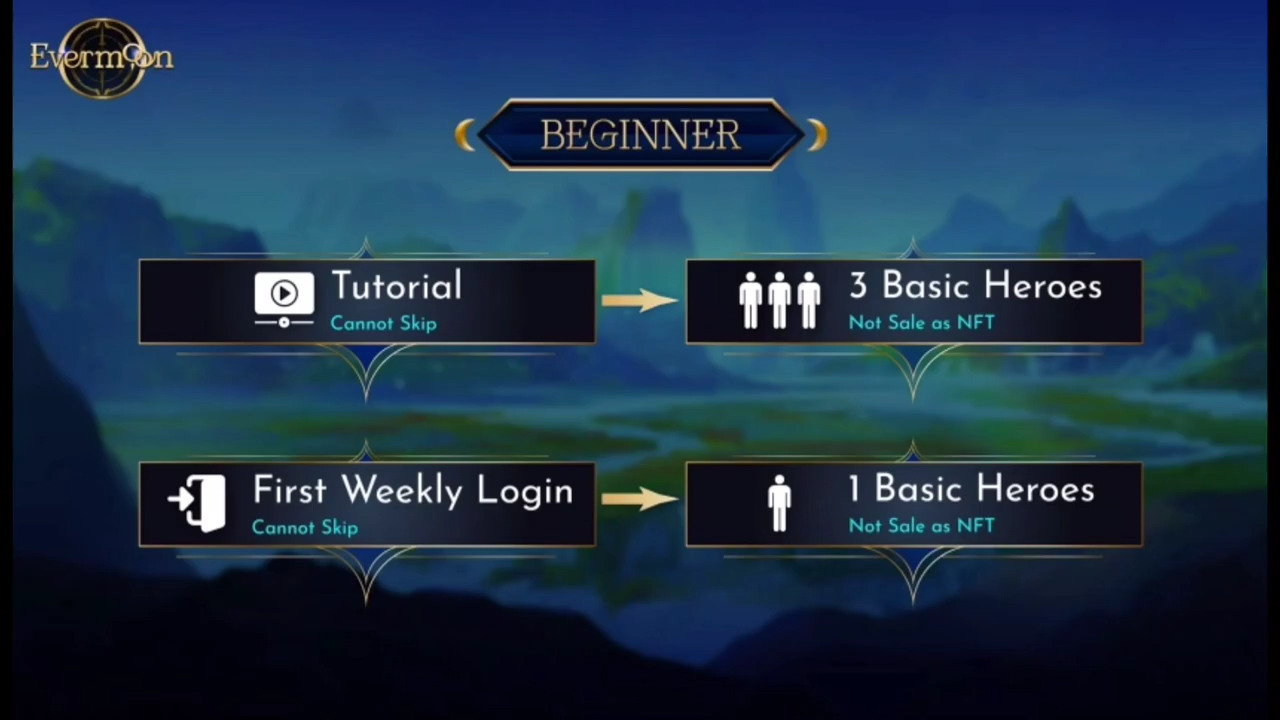 Evermoon
BEGINNER
Tutorial
Cannot Skip
3 Basic Heroes
Not Sale as NFT
First Weekly Login
Cannot Skip
1 Basic Heroes
Not Sale as NFT